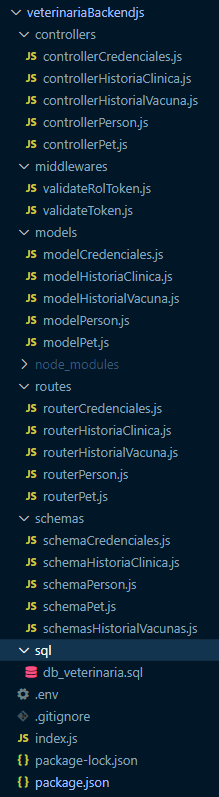 veterinariaBackendjs
controllers
JS controllerCredenciales.js
JS controllerHistoriaClinica.js
JS controllerHistorialVacuna.js
JS controllerPerson.js
JS controllerPet.js
middlewares
JS validateRolToken.js
JS validateToken.js
models
JS modelCredenciales.js
JS modelHistoriaClinica.js
JS modelHistorialVacuna.js
JS modelPerson.js
JS modelPet.js
node_modules
routes
JS routerCredenciales.js
JS routerHistoriaClinica.js
JS routerHistorialVacuna.js
JS routerPerson.js
JS routerPet.js
schemas
JS schemaCredenciales.js
JS schemaHistoriaClinica.js
JS schemaPerson.js
JS schemaPet.js
JS schemasHistorialVacunas.js
sql
db_veterinaria.sql
.env
.gitignore
JS index.js
package-lock.json
package.json